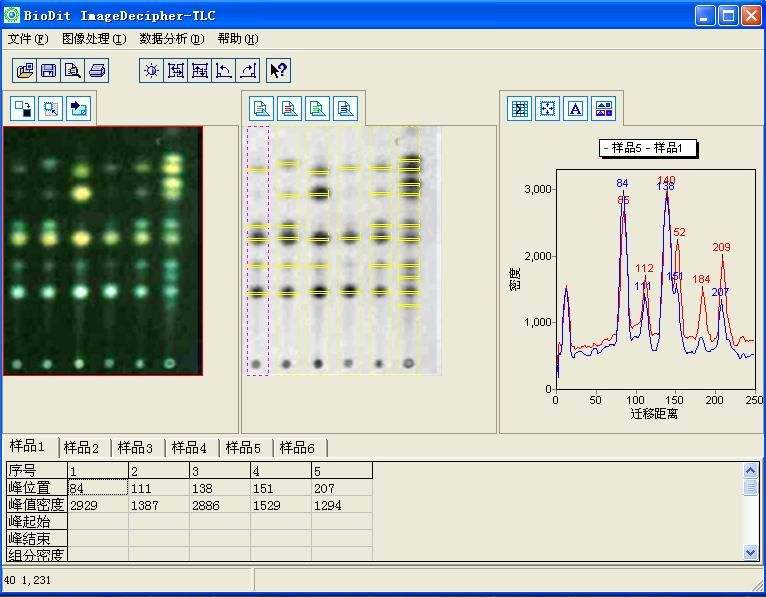 BioDit ImageDecipher-TLC
文件(F) 图像处理(I) 数据分析(D) 帮助(H)
A
- 样品5 - 样品1
密度
3,000
2,000
1,000
0
84
85
112
111
140
138
52
151
184
209
207
0 50 100 150 200 250
迁移距离
样品1 样品2 样品3 样品4 样品5 样品6
序号 1 2 3 4 5
峰位置 84 111 138 151 207
峰值密度 2929 1387 2886 1529 1294
峰起始
峰结束
组分密度
40 1,231